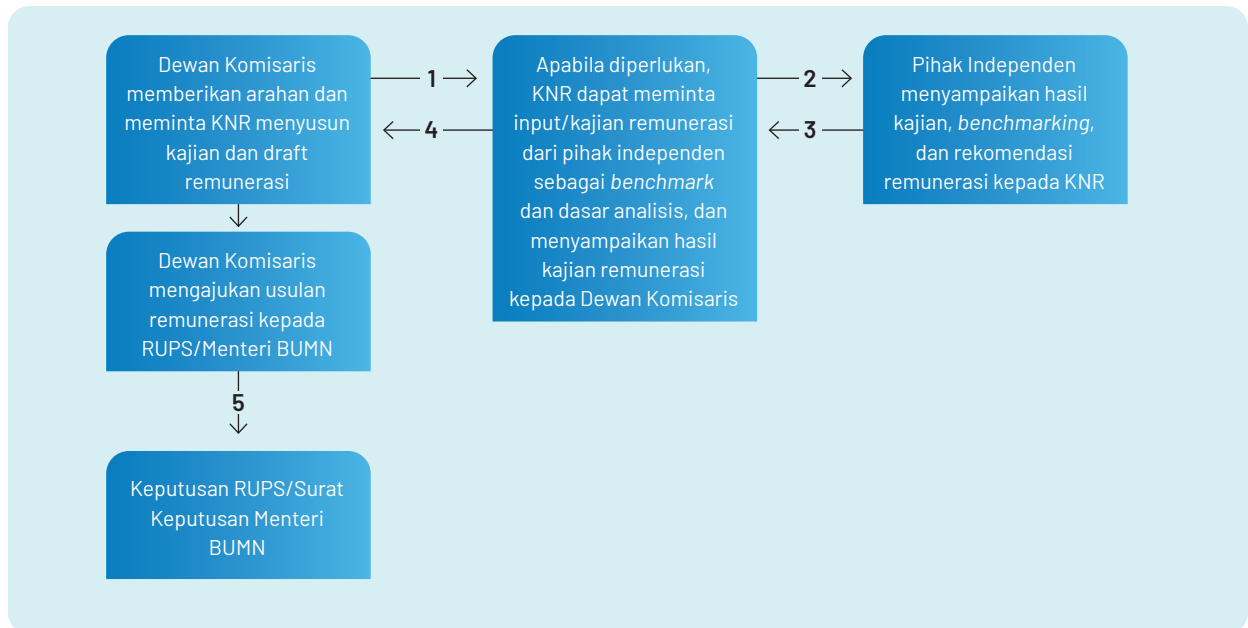 Dewan Komisaris
memberikan arahan dan
meminta KNR menyusun
kajian dan draft
remunerasi
1
4
Apabila diperlukan,
KNR dapat meminta
input/kajian remunerasi
dari pihak independen
sebagai benchmark
dan dasar analisis, dan
menyampaikan hasil
kajian remunerasi
kepada Dewan Komisaris
2
3
Pihak Independen
menyampaikan hasil
kajian, benchmarking,
dan rekomendasi
remunerasi kepada KNR
Dewan Komisaris
mengajukan usulan
remunerasi kepada
RUPS/Menteri BUMN
5
Keputusan RUPS/Surat
Keputusan Menteri
BUMN